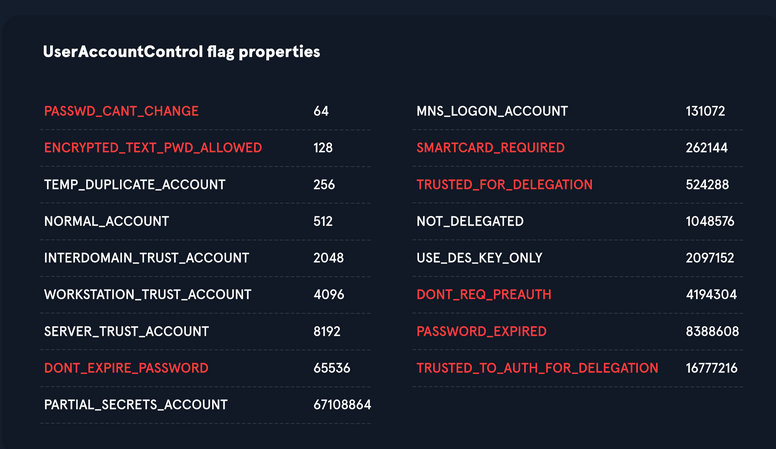 UserAccountControl flag properties
PASSWD_CANT_CHANGE 64 MNS_LOGON_ACCOUNT 131072
ENCRYPTED_TEXT_PWD_ALLOWED 128 SMARTCARD_REQUIRED 262144
TEMP_DUPLICATE_ACCOUNT 256 TRUSTED_FOR_DELEGATION 524288
NORMAL_ACCOUNT 512 NOT_DELEGATED 1048576
INTERDOMAIN_TRUST_ACCOUNT 2048 USE_DES_KEY_ONLY 2097152
WORKSTATION_TRUST_ACCOUNT 4096 DONT_REQ_PREAUTH 4194304
SERVER_TRUST_ACCOUNT 8192 PASSWORD_EXPIRED 8388608
DONT_EXPIRE_PASSWORD 65536 TRUSTED_TO_AUTH_FOR_DELEGATION 16777216
PARTIAL_SECRETS_ACCOUNT 67108864